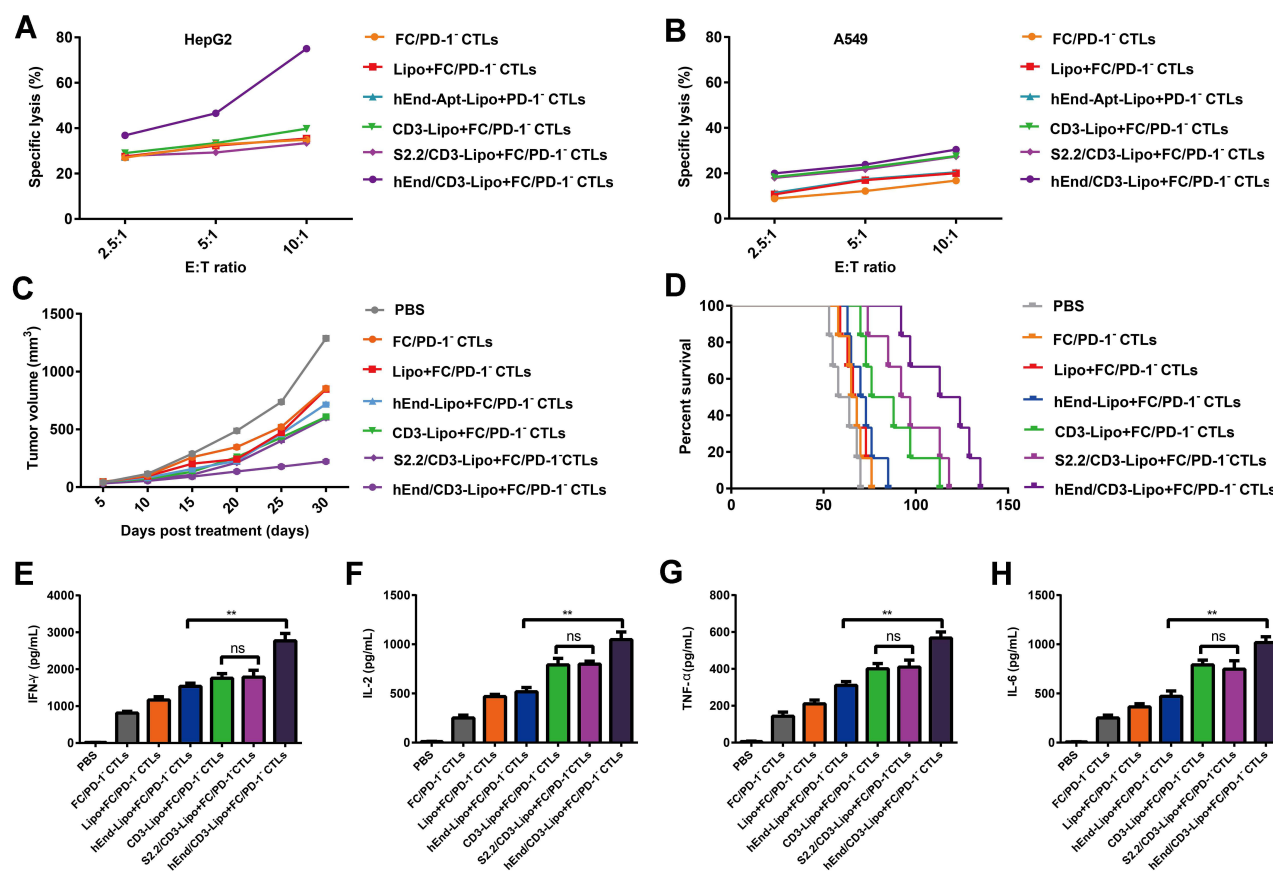 A
HepG2
Specific lysis (%)
80
60
40
20
0
2.5:1
5:1
10:1
E:T ratio
FC/PD-1⁻ CTLs
Lipo+FC/PD-1⁻ CTLs
hEnd-Apt-Lipo+PD-1⁻ CTLs
CD3-Lipo+FC/PD-1⁻ CTLs
S2.2/CD3-Lipo+FC/PD-1⁻ CTLs
hEnd/CD3-Lipo+FC/PD-1⁻ CTLs
B
A549
Specific lysis (%)
80
60
40
20
0
2.5:1
5:1
10:1
E:T ratio
FC/PD-1⁻ CTLs
Lipo+FC/PD-1⁻ CTLs
hEnd-Apt-Lipo+PD-1⁻ CTLs
CD3-Lipo+FC/PD-1⁻ CTLs
S2.2/CD3-Lipo+FC/PD-1⁻ CTLs
hEnd/CD3-Lipo+FC/PD-1⁻ CTLs
C
Tumor volume (mm³)
1500
1000
500
0
5
10
15
20
25
30
Days post treatment (days)
PBS
FC/PD-1⁻ CTLs
Lipo+FC/PD-1⁻ CTLs
hEnd-Lipo+FC/PD-1⁻ CTLs
CD3-Lipo+FC/PD-1⁻ CTLs
S2.2/CD3-Lipo+FC/PD-1⁻CTLs
hEnd/CD3-Lipo+FC/PD-1⁻ CTLs
D
Percent survival
100
80
60
40
20
0
0
50
100
150
PBS
FC/PD-1⁻ CTLs
Lipo+FC/PD-1⁻ CTLs
hEnd-Lipo+FC/PD-1⁻ CTLs
CD3-Lipo+FC/PD-1⁻ CTLs
S2.2/CD3-Lipo+FC/PD-1⁻CTLs
hEnd/CD3-Lipo+FC/PD-1⁻ CTLs
E
IFN-γ (pg/mL)
4000
3000
2000
1000
0
**
ns
PBS
FC/PD-1⁻ CTLs
Lipo+FC/PD-1⁻ CTLs
hEnd-Lipo+FC/PD-1⁻ CTLs
CD3-Lipo+FC/PD-1⁻ CTLs
S2.2/CD3-Lipo+FC/PD-1⁻CTLs
hEnd/CD3-Lipo+FC/PD-1⁻ CTLs
F
IL-2 (pg/mL)
1500
1000
500
0
**
ns
PBS
FC/PD-1⁻ CTLs
Lipo+FC/PD-1⁻ CTLs
hEnd-Lipo+FC/PD-1⁻ CTLs
CD3-Lipo+FC/PD-1⁻ CTLs
S2.2/CD3-Lipo+FC/PD-1⁻CTLs
hEnd/CD3-Lipo+FC/PD-1⁻ CTLs
G
TNF-α(pg/mL)
800
600
400
200
0
**
ns
PBS
FC/PD-1⁻ CTLs
Lipo+FC/PD-1⁻ CTLs
hEnd-Lipo+FC/PD-1⁻ CTLs
CD3-Lipo+FC/PD-1⁻ CTLs
S2.2/CD3-Lipo+FC/PD-1⁻CTLs
hEnd/CD3-Lipo+FC/PD-1⁻ CTLs
H
IL-6 (pg/mL)
1500
1000
500
0
**
ns
PBS
FC/PD-1⁻ CTLs
Lipo+FC/PD-1⁻ CTLs
hEnd-Lipo+FC/PD-1⁻ CTLs
CD3-Lipo+FC/PD-1⁻ CTLs
S2.2/CD3-Lipo+FC/PD-1⁻CTLs
hEnd/CD3-Lipo+FC/PD-1⁻ CTLs